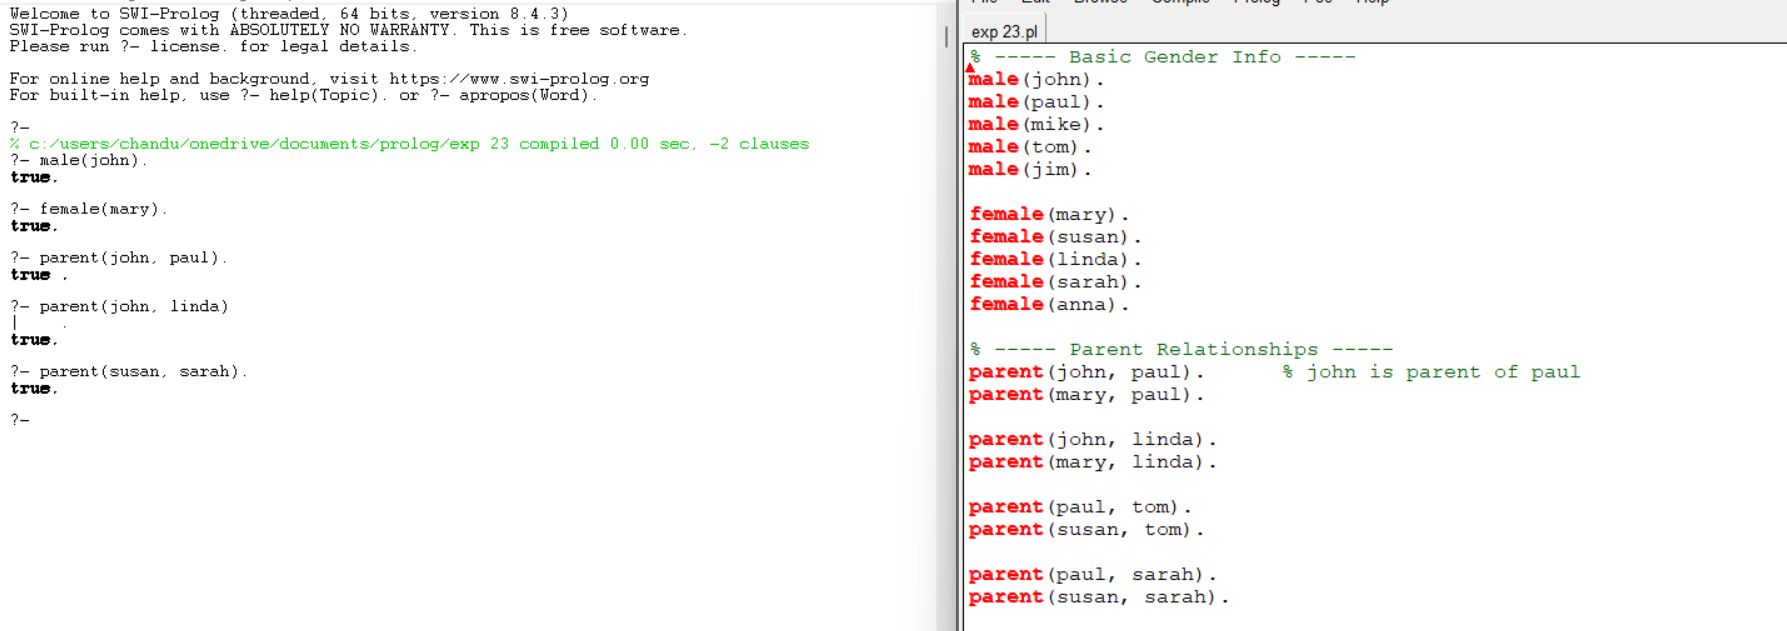 Welcome to SWI-Prolog (threaded, 64 bits, version 8.4.3)
SWI-Prolog comes with ABSOLUTELY NO WARRANTY. This is free software.
Please run ?- license. for legal details.
For online help and background, visit https://www.swi-prolog.org
For built-in help, use ?- help(Topic). or ?- apropos(Word).
?-
% c:/users/chandu/onedrive/documents/prolog/exp 23 compiled 0.00 sec, -2 clauses
?- male(john).
true.
?- female(mary).
true.
?- parent(john, paul).
true .
?- parent(john, linda)
|    .
true.
?- parent(susan, sarah).
true.
?-
File Edit Browse Compile Prolog Pce Help
exp 23.pl
% ----- Basic Gender Info -----
male(john).
male(paul).
male(mike).
male(tom).
male(jim).
female(mary).
female(susan).
female(linda).
female(sarah).
female(anna).
% ----- Parent Relationships -----
parent(john, paul).      % john is parent of paul
parent(mary, paul).
parent(john, linda).
parent(mary, linda).
parent(paul, tom).
parent(susan, tom).
parent(paul, sarah).
parent(susan, sarah).